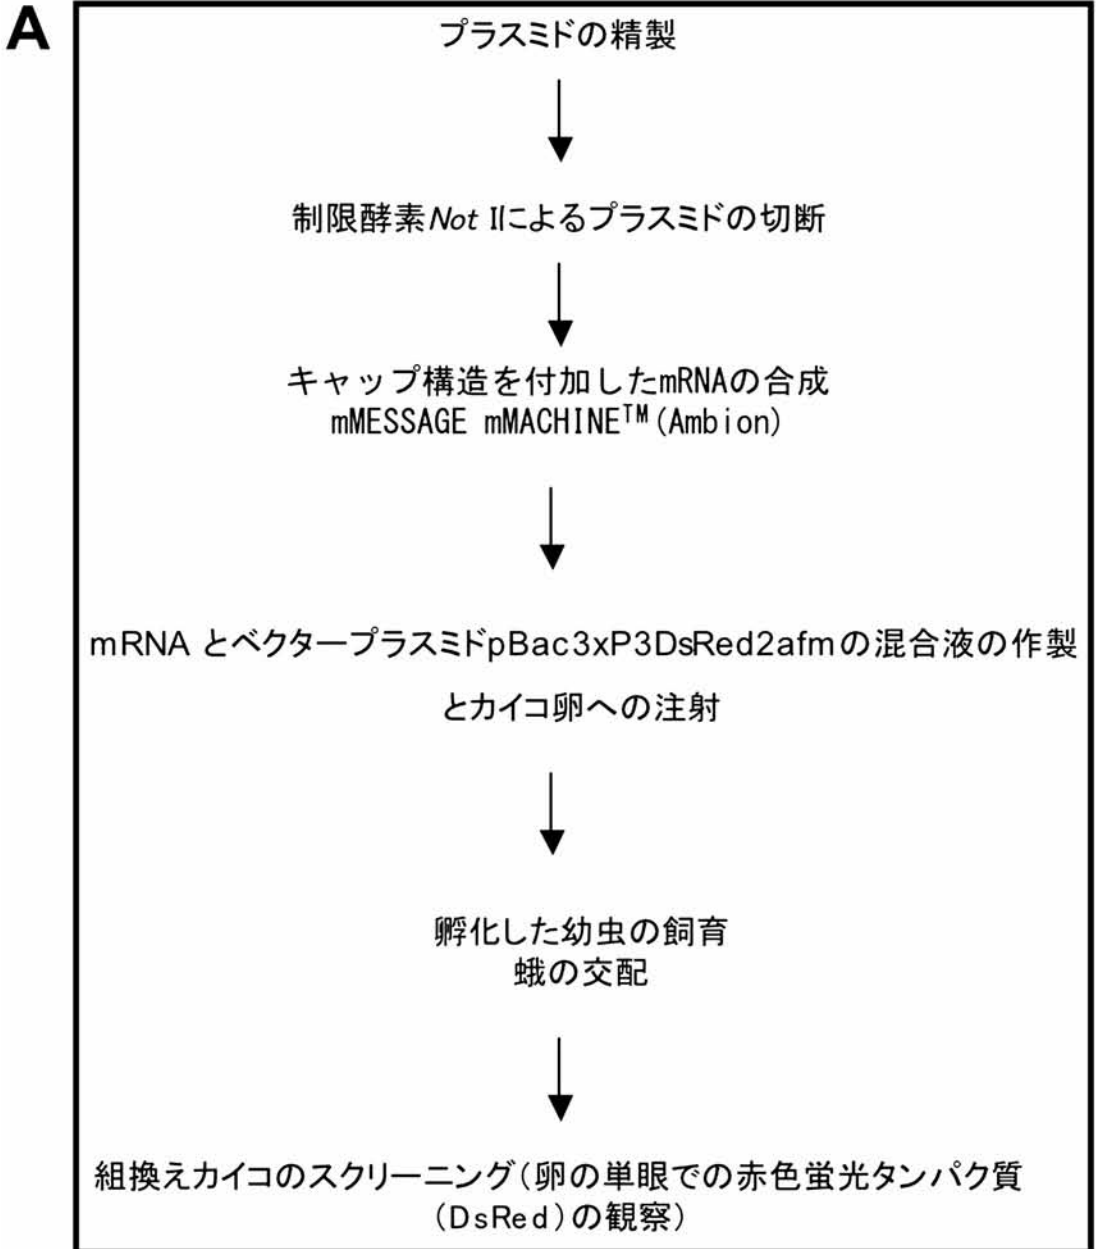 A
プラスミドの精製
制限酵素Not Iによるプラスミドの切断
キャップ構造を付加したmRNAの合成
mMESSAGE mMACHINE™(Ambion)
mRNA とベクタープラスミドpBac3xP3DsRed2afmの混合液の作製
とカイコ卵への注射
孵化した幼虫の飼育
蛾の交配
組換えカイコのスクリーニング(卵の単眼での赤色蛍光タンパク質
(DsRed)の観察)